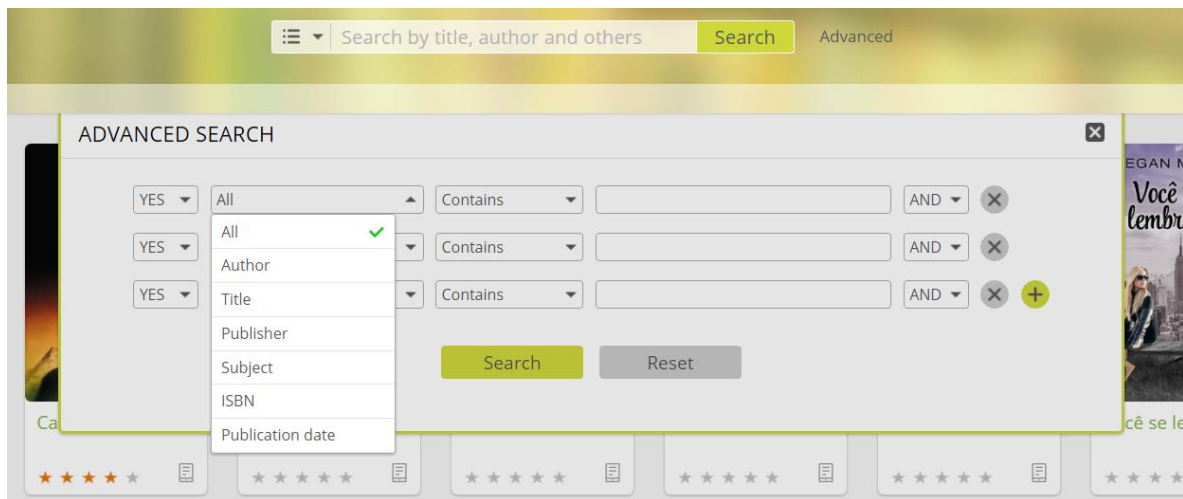 Search by title, author and others Search Advanced
ADVANCED SEARCH
YES All Contains AND
All
YES Contains AND
Author
YES Title Contains AND
Publisher
Search Reset
Subject
ISBN
Publication date
EGAN M
Você
lembr
Ca
cê se le